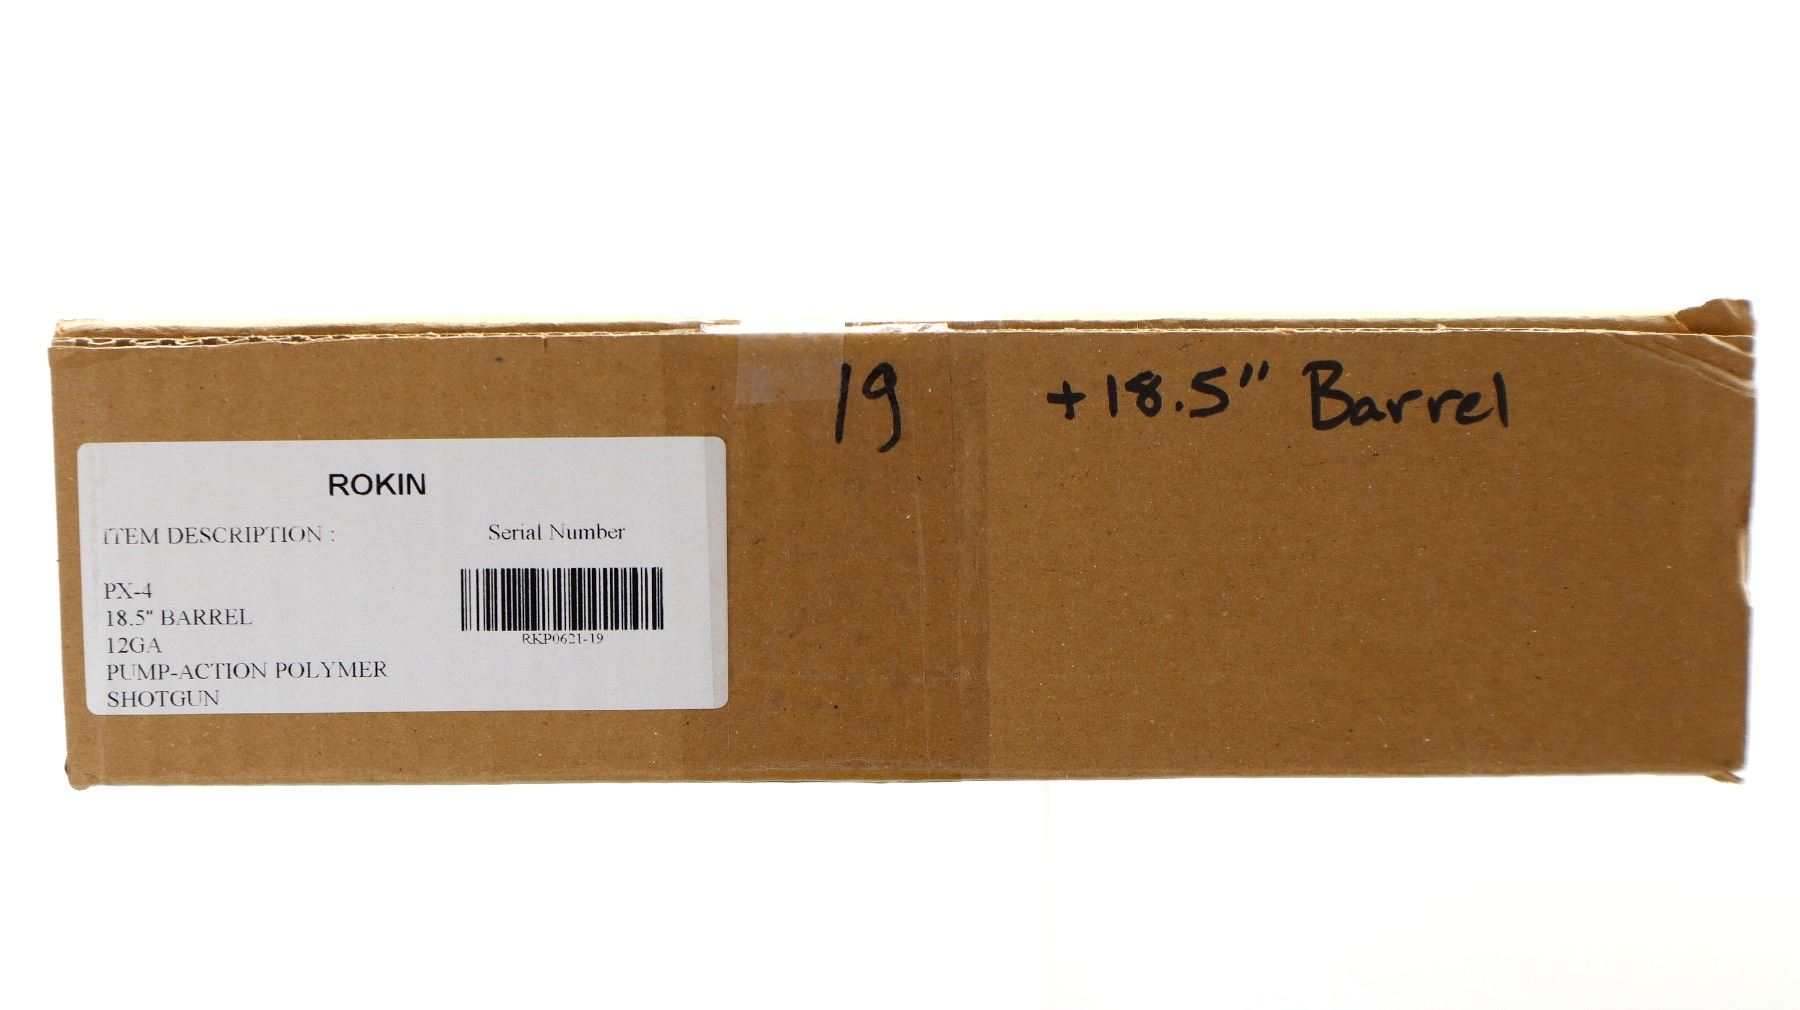 19 +18.5" Barrel
ROKIN
ITEM DESCRIPTION :
Serial Number
PX-4
18.5" BARREL
12GA
PUMP-ACTION POLYMER
SHOTGUN
RKP0621-19